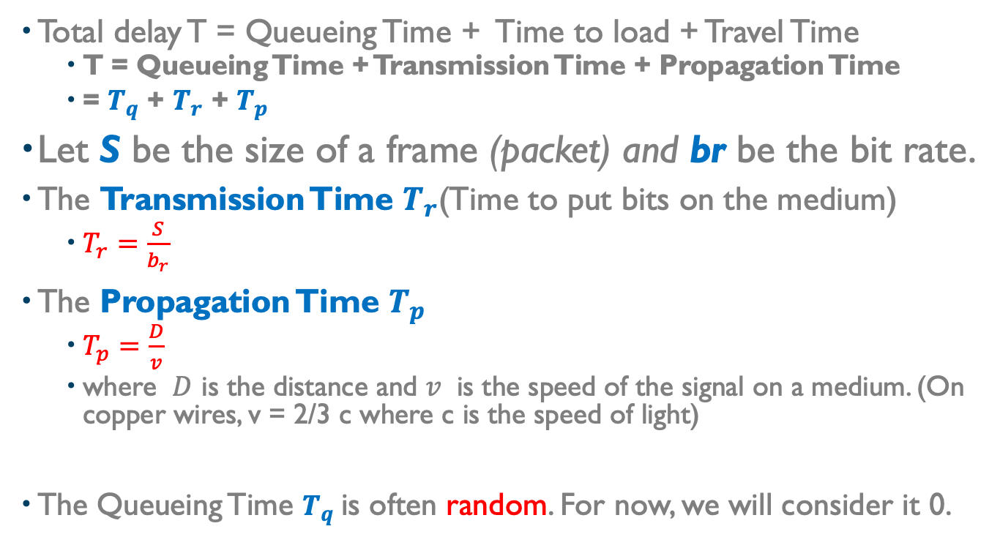 • Total delay T = Queueing Time + Time to load + Travel Time
• T = Queueing Time + Transmission Time + Propagation Time
• = T_q + T_r + T_p
• Let S be the size of a frame (packet) and br be the bit rate.
• The Transmission Time T_r(Time to put bits on the medium)
• T_r = S/b_r
• The Propagation Time T_p
• T_p = D/v
• where D is the distance and v is the speed of the signal on a medium. (On
copper wires, v = 2/3 c where c is the speed of light)
• The Queueing Time T_q is often random. For now, we will consider it 0.